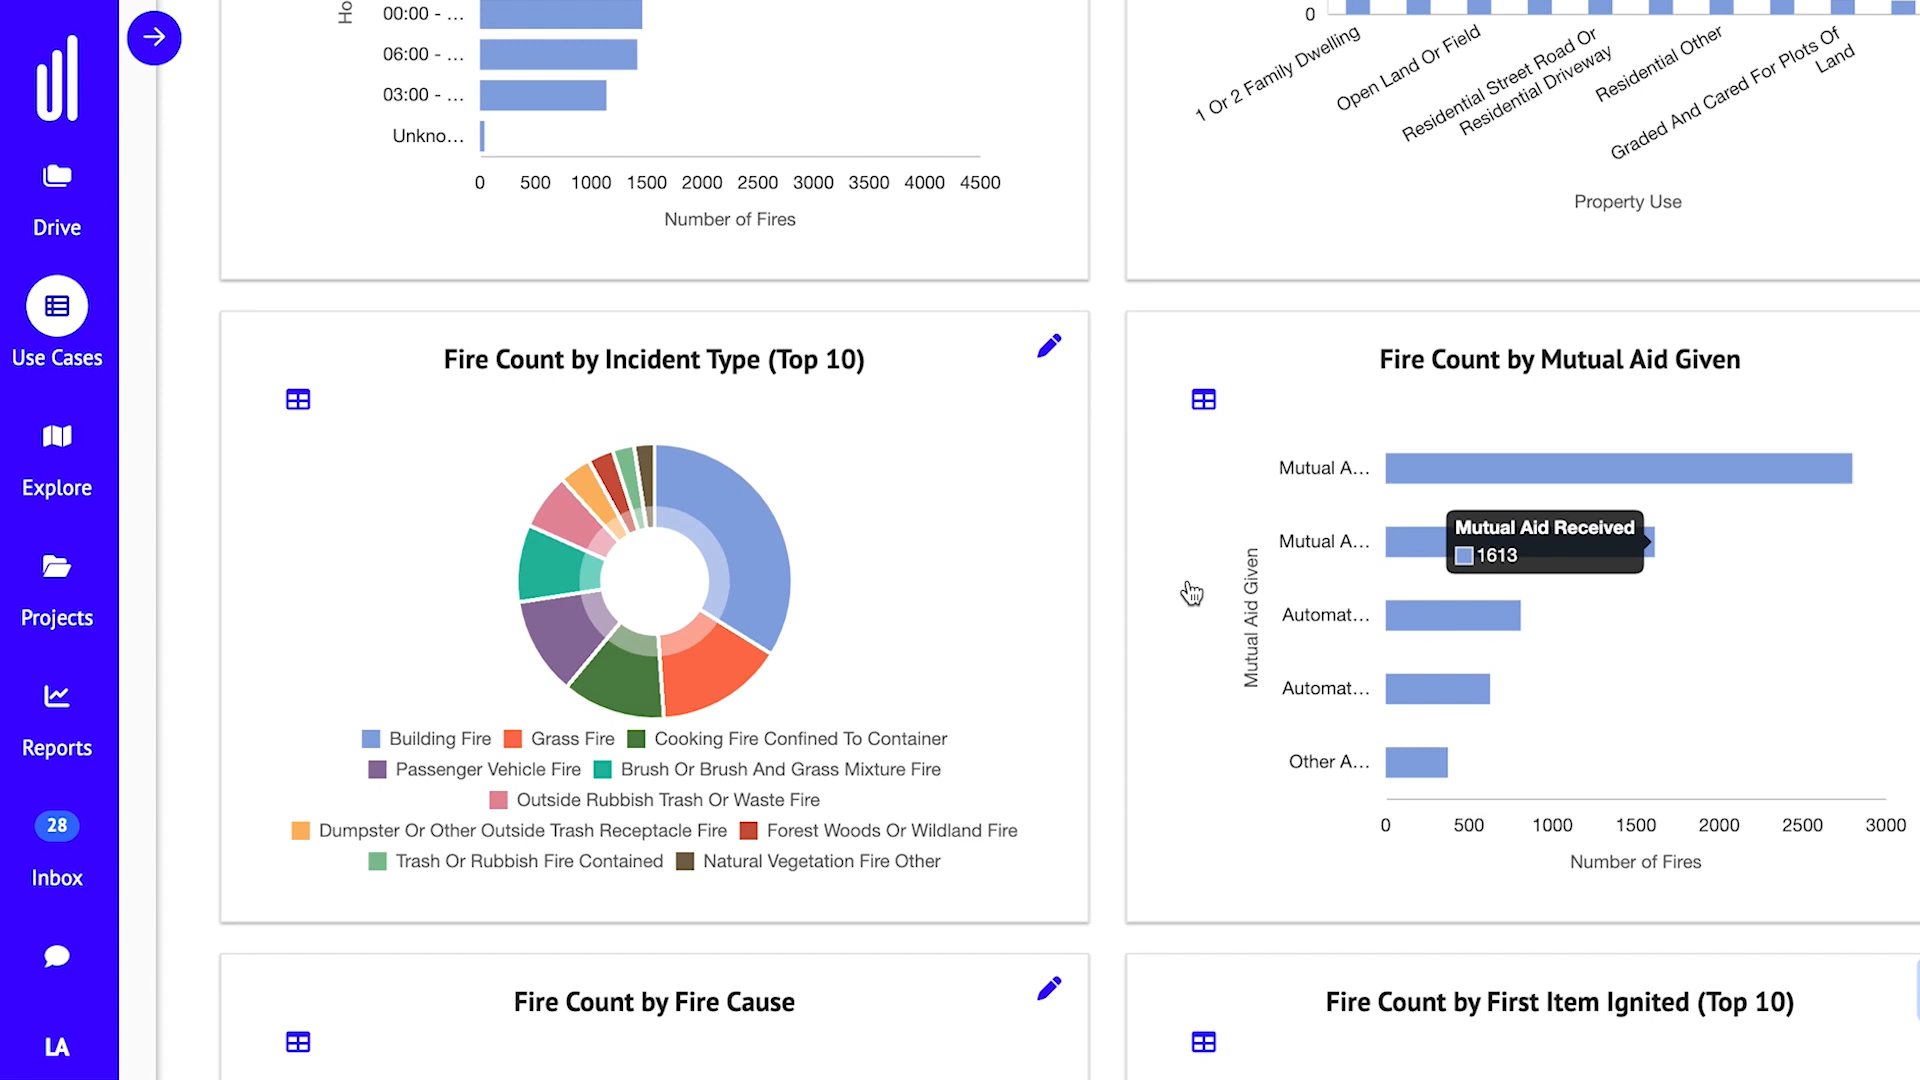 Drive
Use Cases
Explore
Projects
Reports
28
Inbox
LA
Ho
00:00 - ...
06:00 - ...
03:00 - ...
Unkno...
0 500 1000 1500 2000 2500 3000 3500 4000 4500
Number of Fires
0
1 Or 2 Family Dwelling
Open Land Or Field
Residential Street Road Or
Residential Driveway
Residential Other
Graded And Cared For Plots Of
Land
Property Use
Fire Count by Incident Type (Top 10)
Building Fire Grass Fire Cooking Fire Confined To Container
Passenger Vehicle Fire Brush Or Brush And Grass Mixture Fire
Outside Rubbish Trash Or Waste Fire
Dumpster Or Other Outside Trash Receptacle Fire Forest Woods Or Wildland Fire
Trash Or Rubbish Fire Contained Natural Vegetation Fire Other
Fire Count by Mutual Aid Given
Mutual Aid Given
Mutual A...
Mutual A...
Mutual Aid Received
1613
Automat...
Automat...
Other A...
0 500 1000 1500 2000 2500 3000
Number of Fires
Fire Count by Fire Cause
Fire Count by First Item Ignited (Top 10)